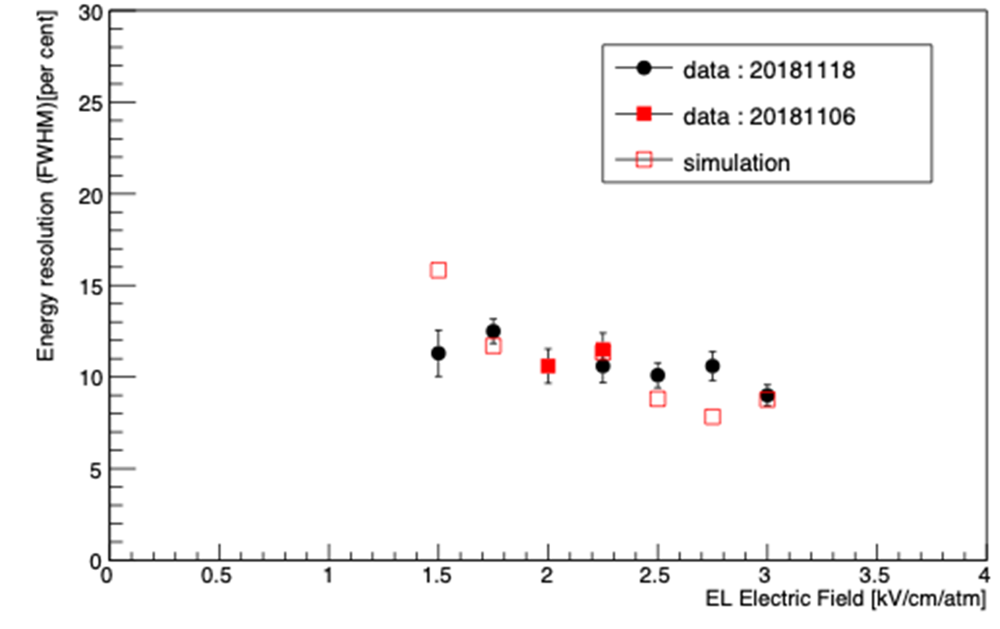 Energy resolution (FWHM)[per cent]
30
25
20
15
10
5
0
data : 20181118
data : 20181106
simulation
0 0.5 1 1.5 2 2.5 3 3.5 4
EL Electric Field [kV/cm/atm]